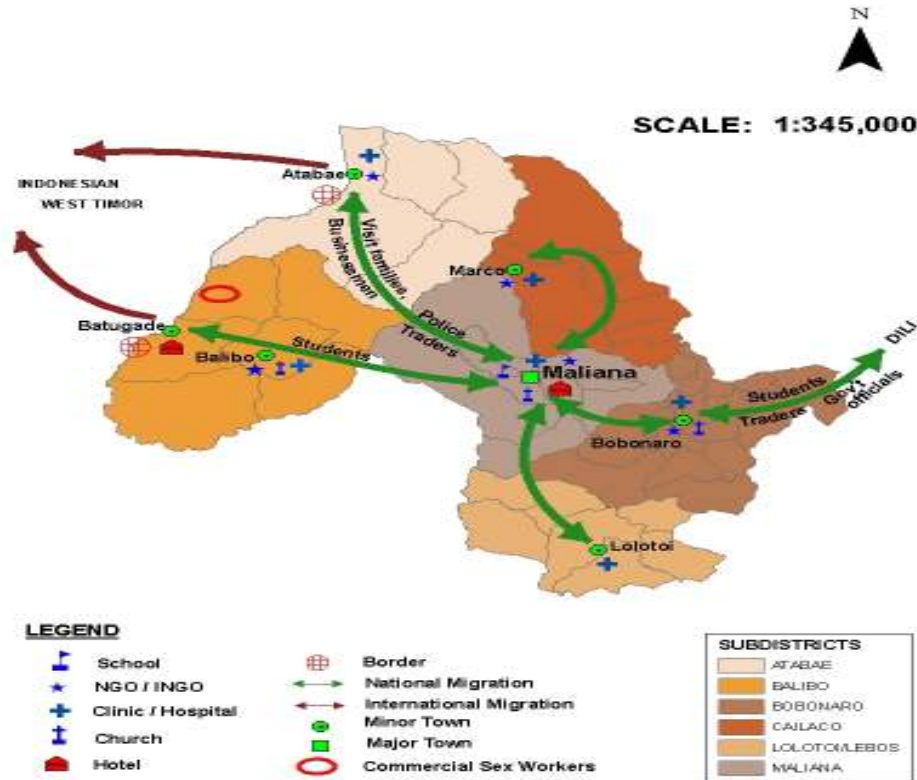 N
SCALE: 1:345,000
INDONESIAN
WEST TIMOR
Atabae
Visit families,
Businessmen
Police
Traders
Marco
Batugade
Balibo
Students
Maliana
Bobonaro
Students
Traders
Gov't
officials
DILI
Lolotoi
LEGEND
School
NGO / INGO
Clinic / Hospital
Church
Hotel
Border
National Migration
International Migration
Minor Town
Major Town
Commercial Sex Workers
SUBDISTRICTS
ATABAE
BALIBO
BOBONARO
CAILACO
LOLOTOI/LEBOS
MALIANA